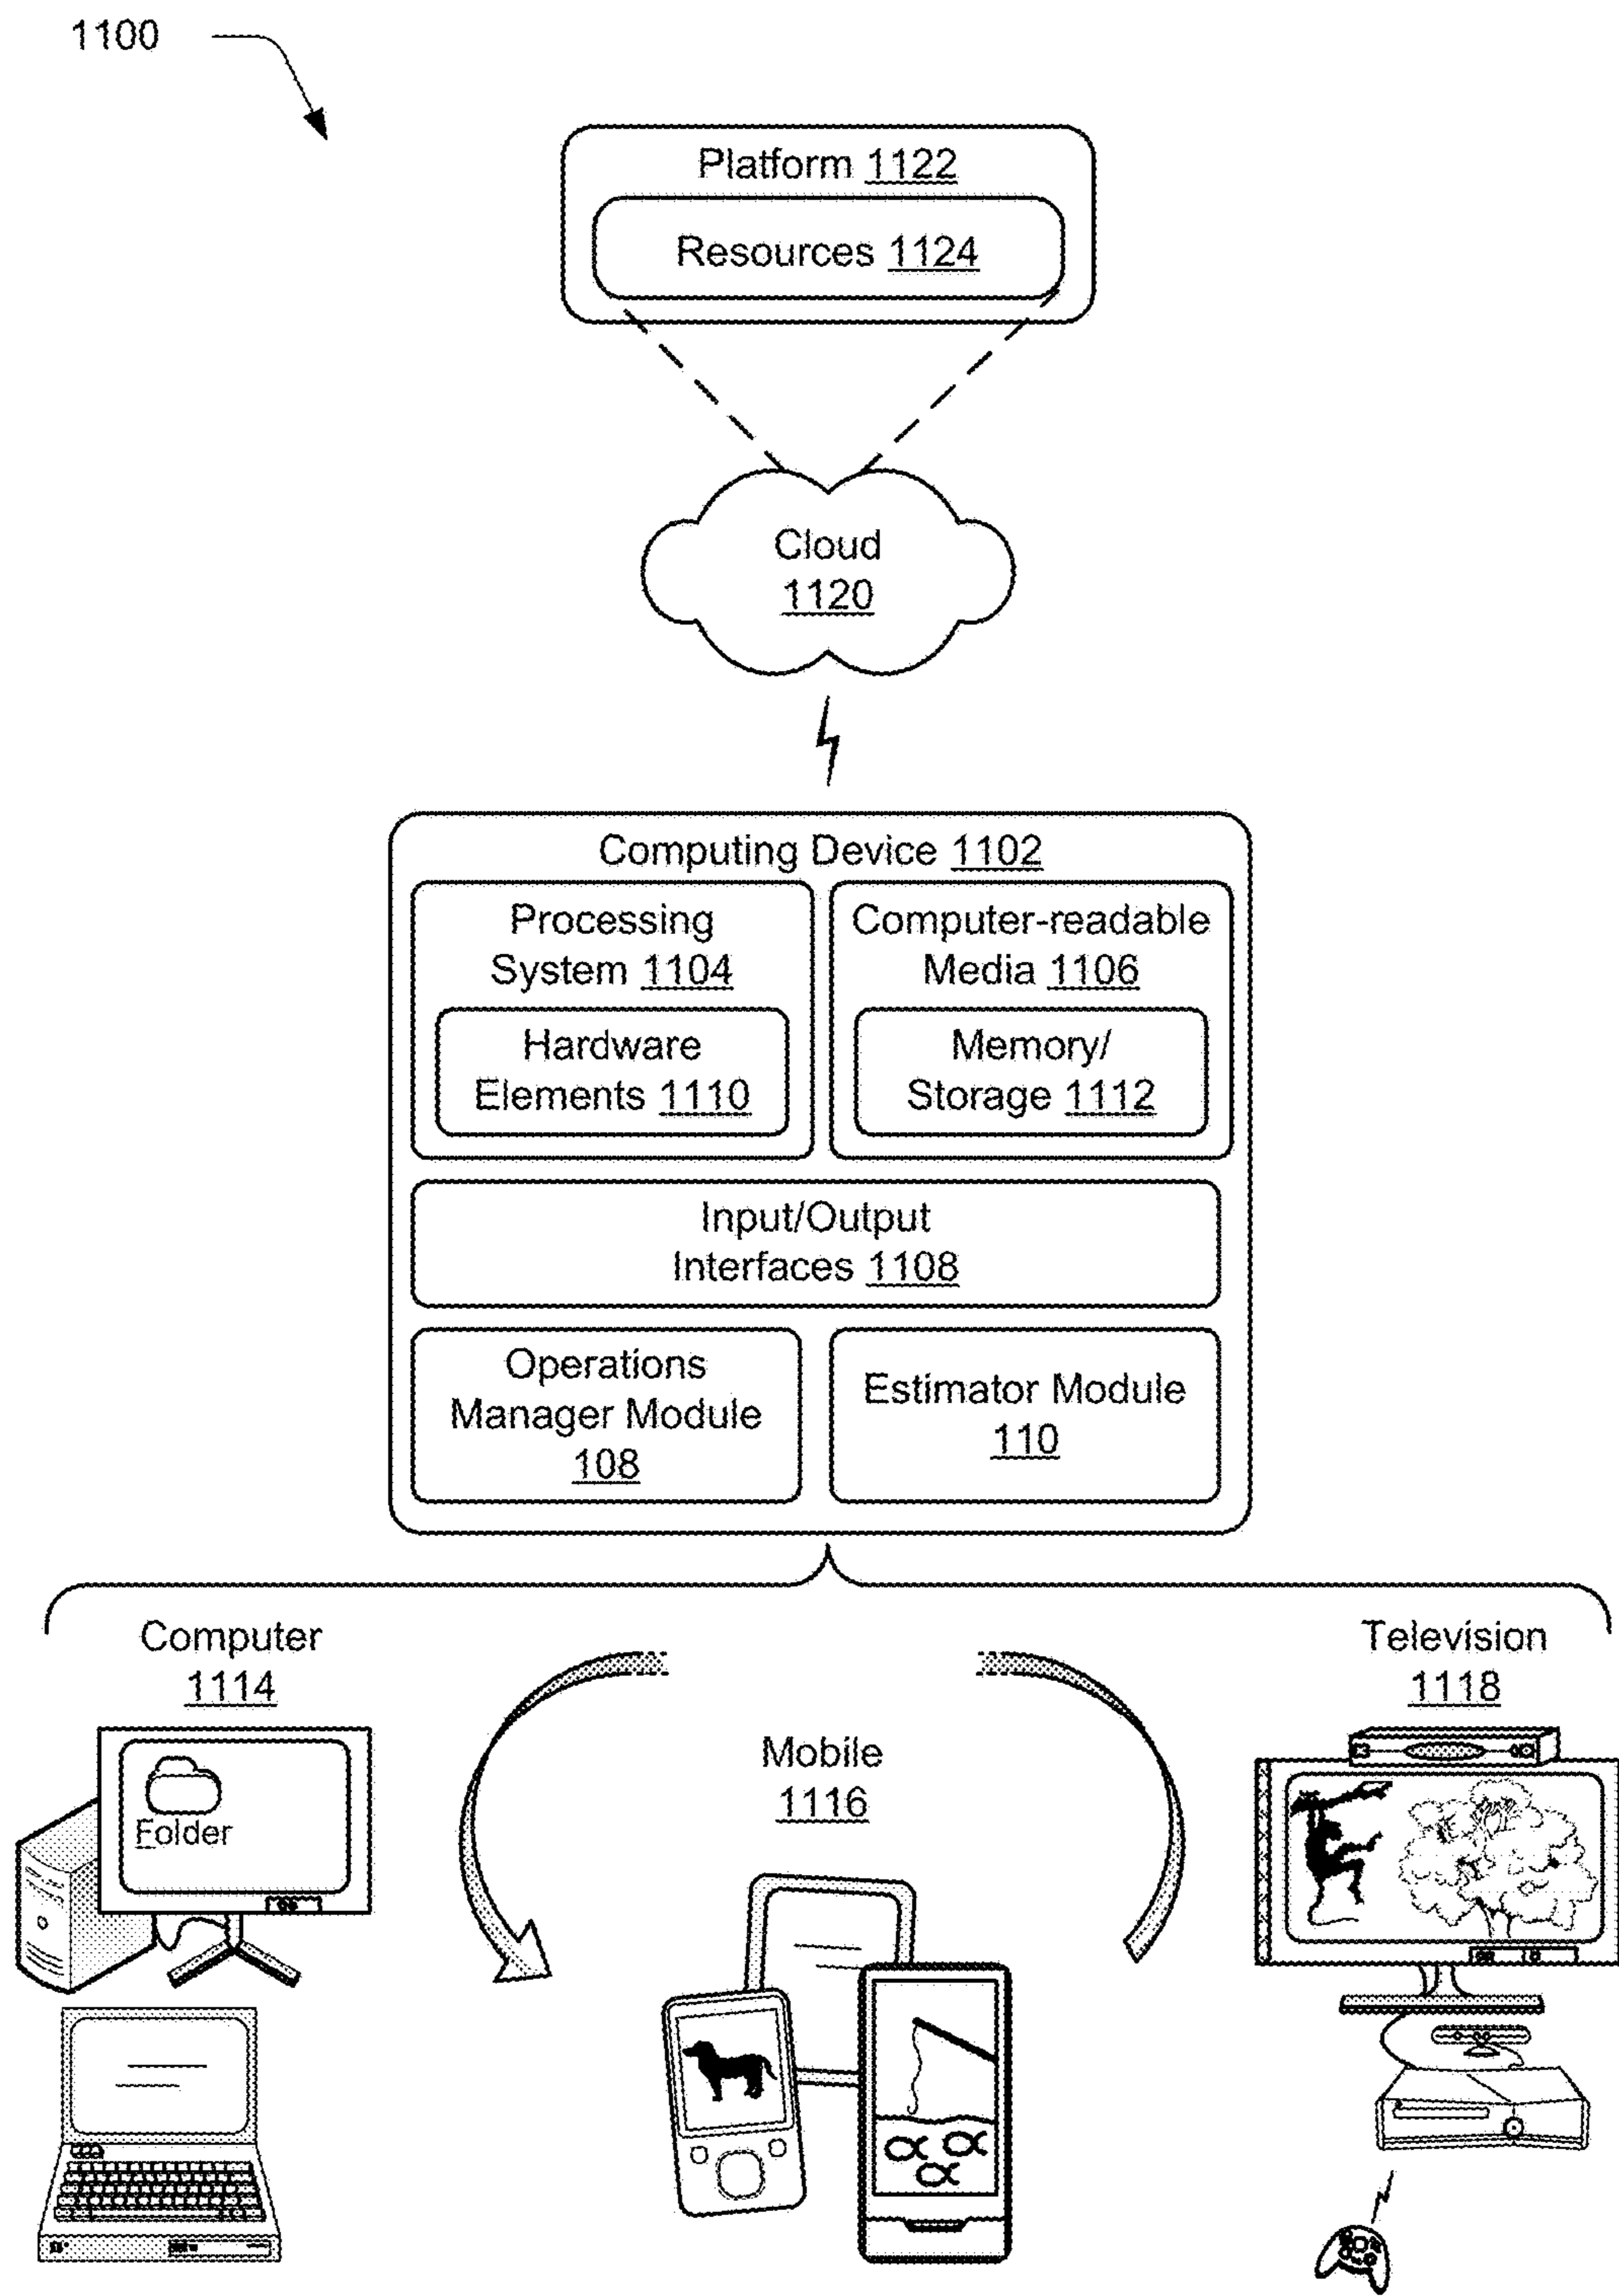 1100
Platform 1122
Resources 1124
Cloud
1120
Computing Device 1102
Processing
System 1104
Computer-readable
Media 1106
Hardware
Elements 1110
Memory/
Storage 1112
Input/Output
Interfaces 1108
Operations
Manager Module
108
Estimator Module
110
Computer
1114
Mobile
1116
Television
1118
Folder